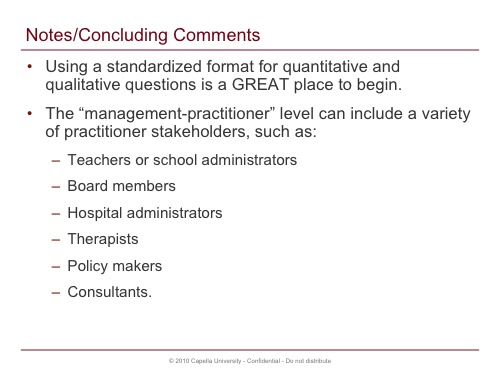 Notes/Concluding Comments
• Using a standardized format for quantitative and
qualitative questions is a GREAT place to begin.
• The “management-practitioner” level can include a variety
of practitioner stakeholders, such as:
– Teachers or school administrators
– Board members
– Hospital administrators
– Therapists
– Policy makers
– Consultants.
© 2010 Capella University - Confidential - Do not distribute